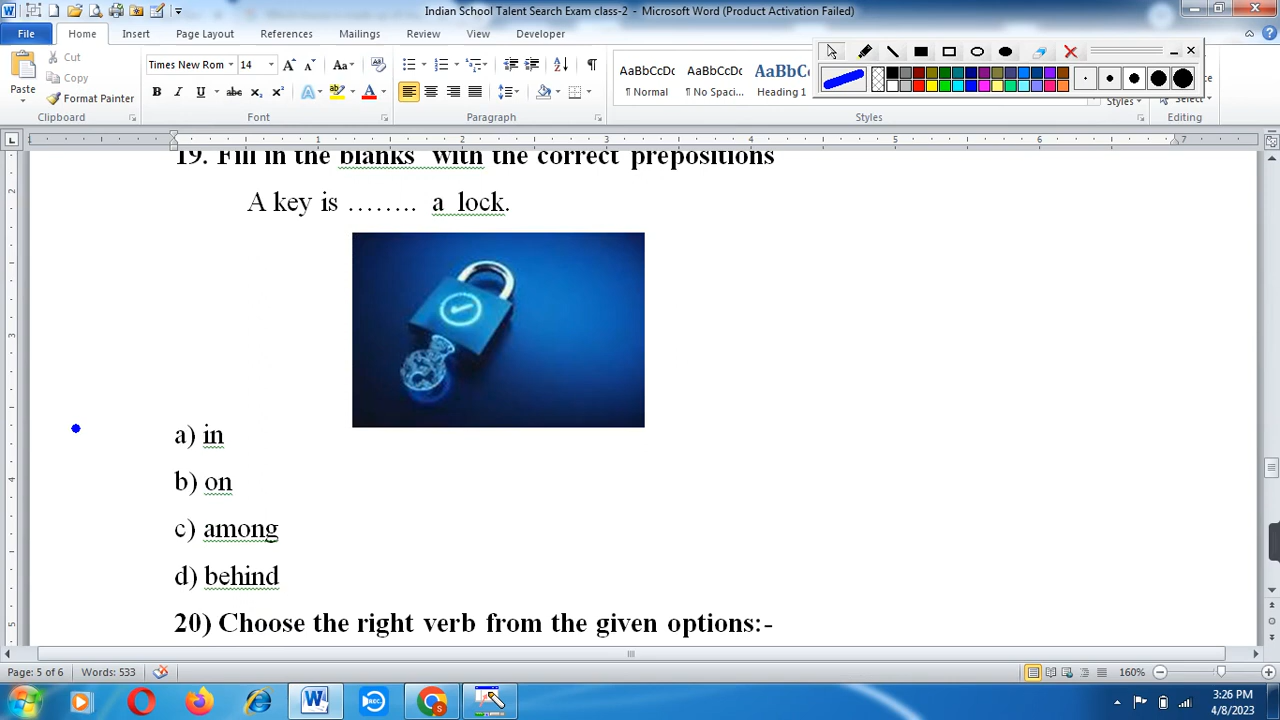 Indian School Talent Search Exam class-2 - Microsoft Word (Product Activation Failed)
File Home Insert Page Layout References Mailings Review View Developer
Cut
Copy
Format Painter
Paste
Clipboard
Times New Rom 14
Font
Paragraph
AaBbCcDc AaBbCcDc AaBbC
¶ Normal ¶ No Spaci... Heading 1
Styles
Styles
Select
Editing
19. Fill in the blanks with the correct prepositions
A key is ........ a lock.
a) in
b) on
c) among
d) behind
20) Choose the right verb from the given options:-
Page: 5 of 6 Words: 533 160%
3:26 PM
4/8/2023